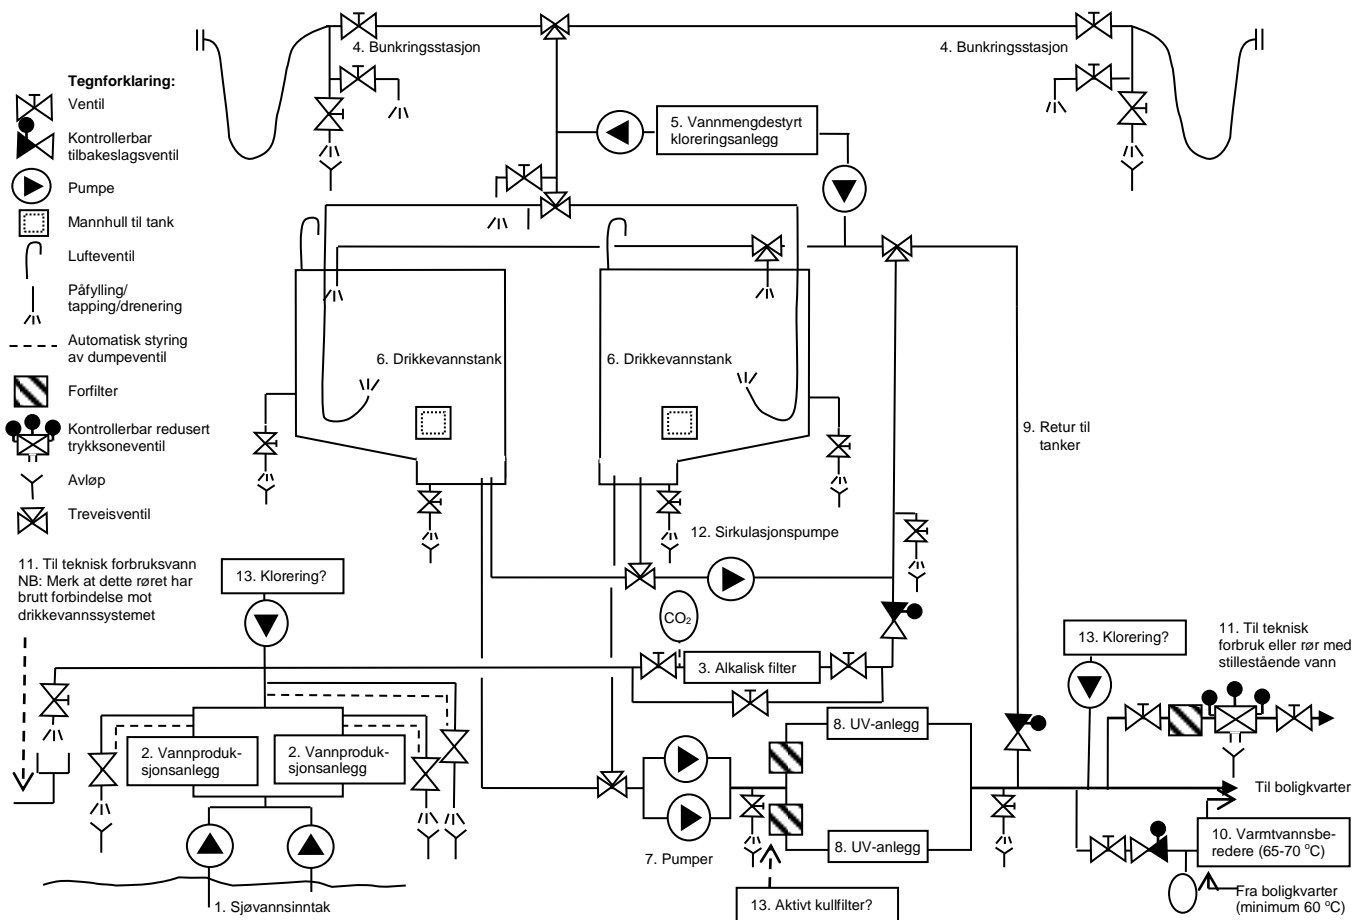 4. Bunkringsstasjon
4. Bunkringsstasjon
Tegnforklaring:
Ventil
Kontrollerbar
tilbakeslagsventil
Pumpe
Mannhull til tank
Lufteventil
Påfylling/
tapping/drenering
Automatisk styring
av dumpeventil
Forfilter
Kontrollerbar redusert
trykksoneventil
Avløp
Treveisventil
5. Vannmengdestyrt
kloreringsanlegg
6. Drikkevannstank
6. Drikkevannstank
9. Retur til
tanker
12. Sirkulasjonspumpe
11. Til teknisk forbruksvann
NB: Merk at dette røret har
brutt forbindelse mot
drikkevannssystemet
13. Klorering?
CO2
3. Alkalisk filter
13. Klorering?
11. Til teknisk
forbruk eller rør med
stillestående vann
2. Vannproduk-
sjonsanlegg
2. Vannproduk-
sjonsanlegg
8. UV-anlegg
8. UV-anlegg
7. Pumper
Til boligkvarter
10. Varmtvannsbe-
redere (65-70 °C)
Fra boligkvarter
(minimum 60 °C)
13. Aktivt kullfilter?
1. Sjøvannsinntak